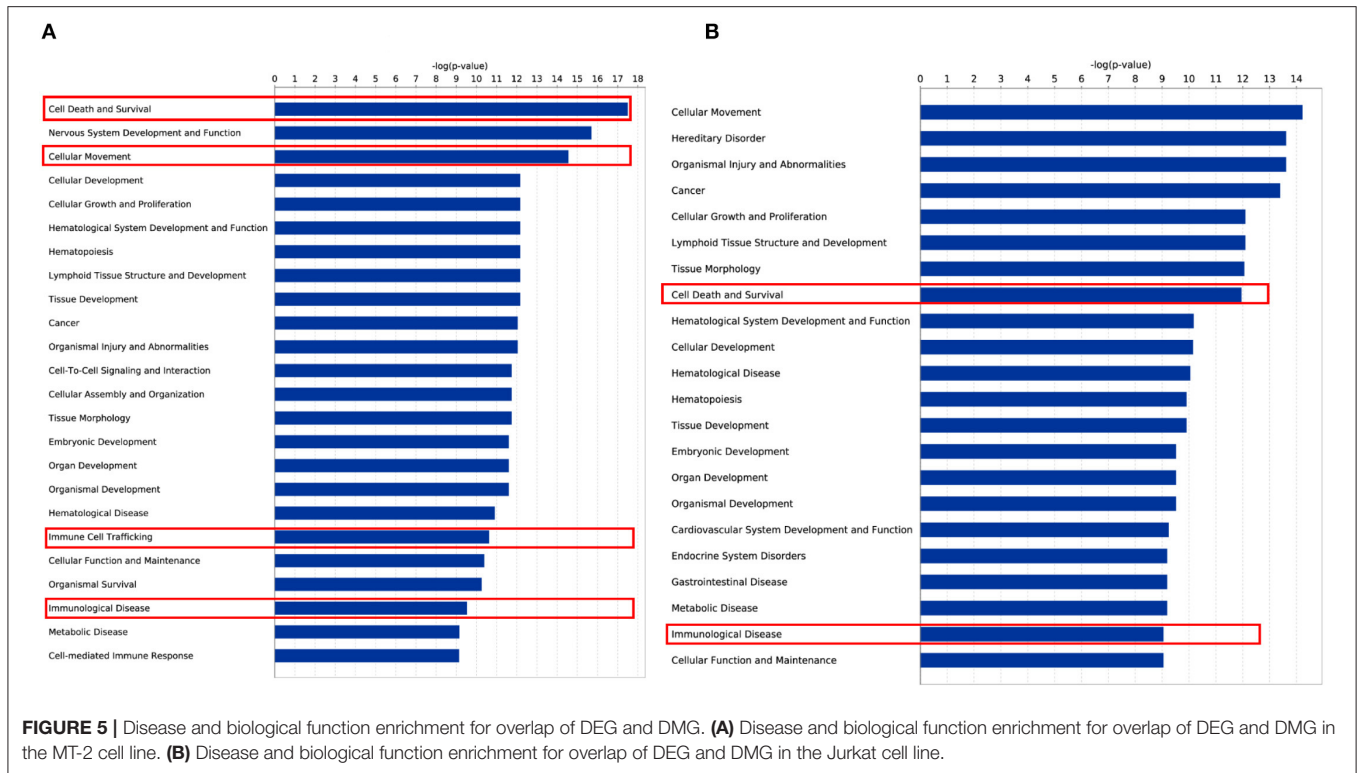 A
-log(p-value)
0 1 2 3 4 5 6 7 8 9 10 11 12 13 14 15 16 17 18
Cell Death and Survival
Nervous System Development and Function
Cellular Movement
Cellular Development
Cellular Growth and Proliferation
Hematological System Development and Function
Hematopoiesis
Lymphoid Tissue Structure and Development
Tissue Development
Cancer
Organismal Injury and Abnormalities
Cell-To-Cell Signaling and Interaction
Cellular Assembly and Organization
Tissue Morphology
Embryonic Development
Organ Development
Organismal Development
Hematological Disease
Immune Cell Trafficking
Cellular Function and Maintenance
Organismal Survival
Immunological Disease
Metabolic Disease
Cell-mediated Immune Response
B
-log(p-value)
0 1 2 3 4 5 6 7 8 9 10 11 12 13 14
Cellular Movement
Hereditary Disorder
Organismal Injury and Abnormalities
Cancer
Cellular Growth and Proliferation
Lymphoid Tissue Structure and Development
Tissue Morphology
Cell Death and Survival
Hematological System Development and Function
Cellular Development
Hematological Disease
Hematopoiesis
Tissue Development
Embryonic Development
Organ Development
Organismal Development
Cardiovascular System Development and Function
Endocrine System Disorders
Gastrointestinal Disease
Metabolic Disease
Immunological Disease
Cellular Function and Maintenance
FIGURE 5 | Disease and biological function enrichment for overlap of DEG and DMG. (A) Disease and biological function enrichment for overlap of DEG and DMG in
the MT-2 cell line. (B) Disease and biological function enrichment for overlap of DEG and DMG in the Jurkat cell line.